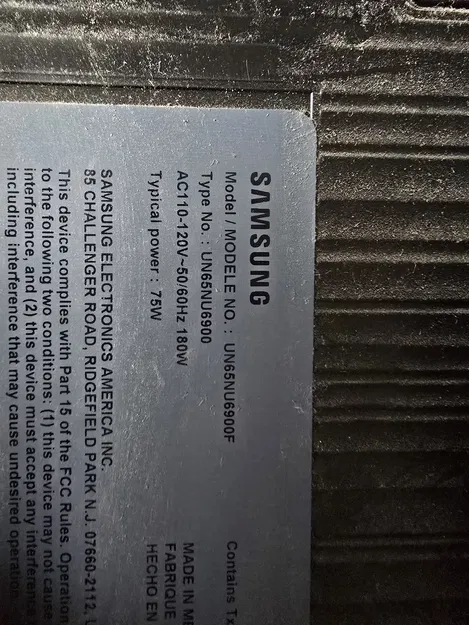 SAMSUNG
Model / MODELE NO. : UN65NU6900F
Contains
Type No. : UN65NU6900
AC110-120V~50/60Hz 180W
MADE IN
Typical power : 75W
FABRIQUE
HECHO EN
SAMSUNG ELECTRONICS AMERICA INC.
85 CHALLENGER ROAD, RIDGEFIELD PARK N.J. 07660-2112,
This device complies with Part 15 of the FCC Rules. Operation
to the following two conditions: (1) this device may not cause
interference, and (2) this device must accept any interference
including interference that may cause undesired operation.